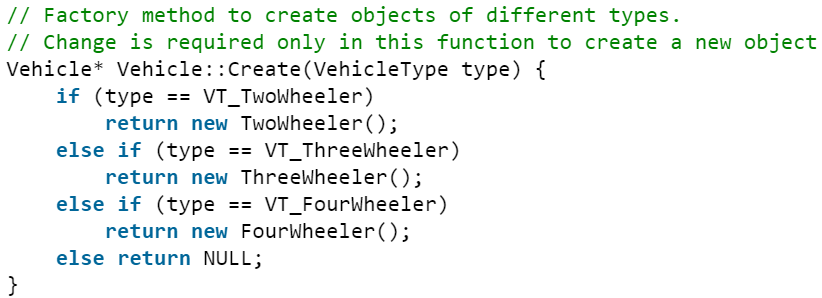 // Factory method to create objects of different types.
// Change is required only in this function to create a new object
Vehicle* Vehicle::Create(VehicleType type) {
    if (type == VT_TwoWheeler)
        return new TwoWheeler();
    else if (type == VT_ThreeWheeler)
        return new ThreeWheeler();
    else if (type == VT_FourWheeler)
        return new FourWheeler();
    else return NULL;
}